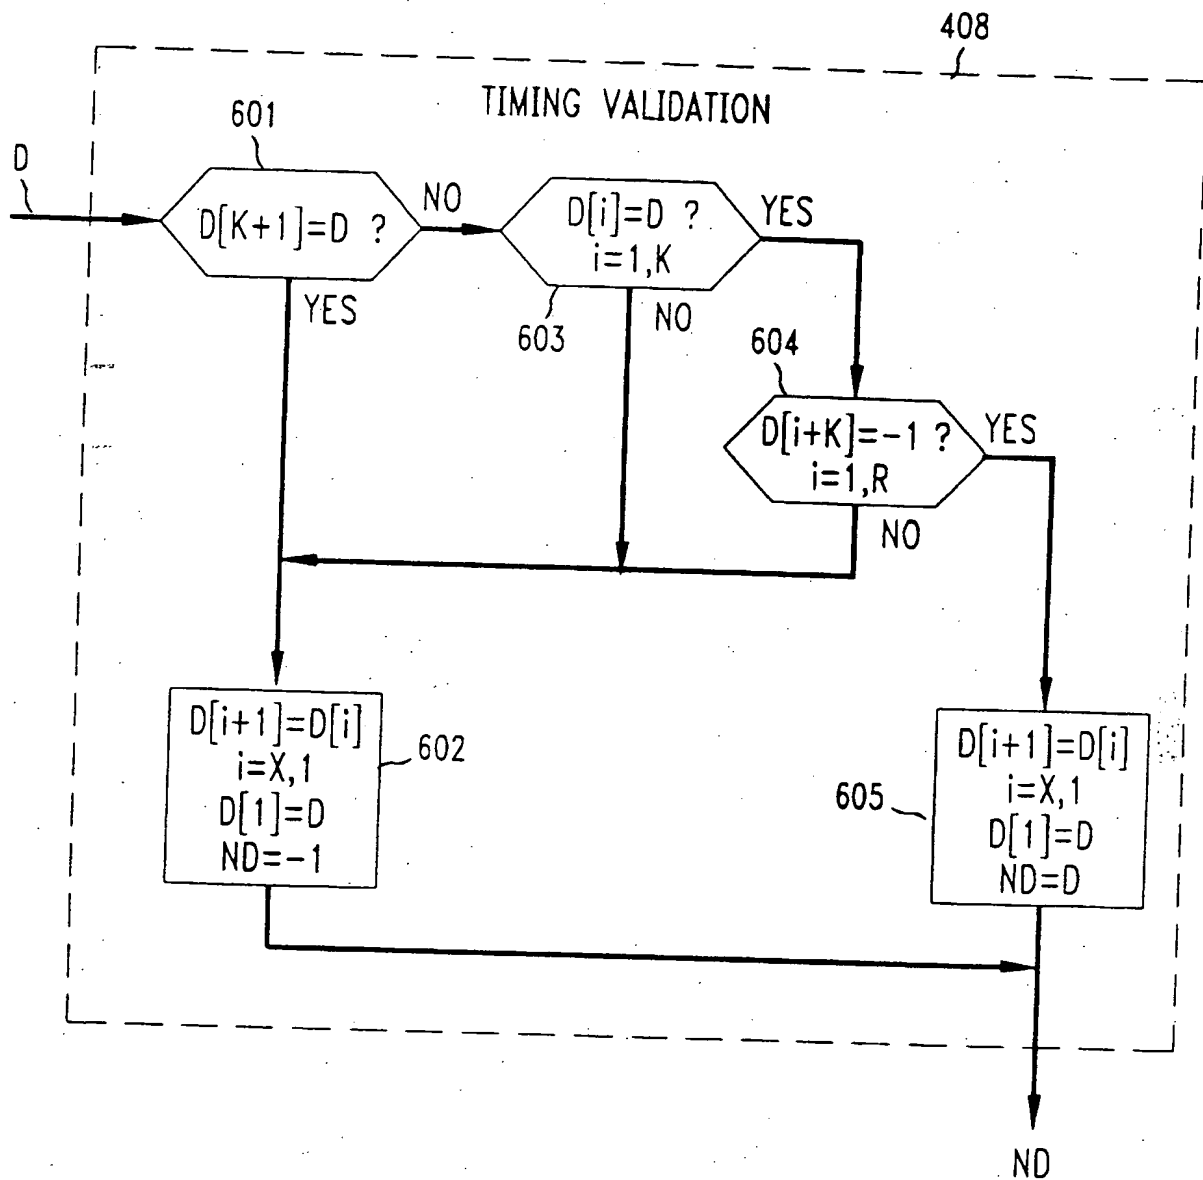 408
TIMING VALIDATION
601
D
D[K+1]=D ?
NO
D[i]=D ?
i=1,K
YES
YES
603
NO
604
D[i+K]=-1 ?
i=1,R
YES
NO
D[i+1]=D[i]
i=X,1
D[1]=D
ND=-1
602
D[i+1]=D[i]
i=X,1
D[1]=D
ND=D
605
ND